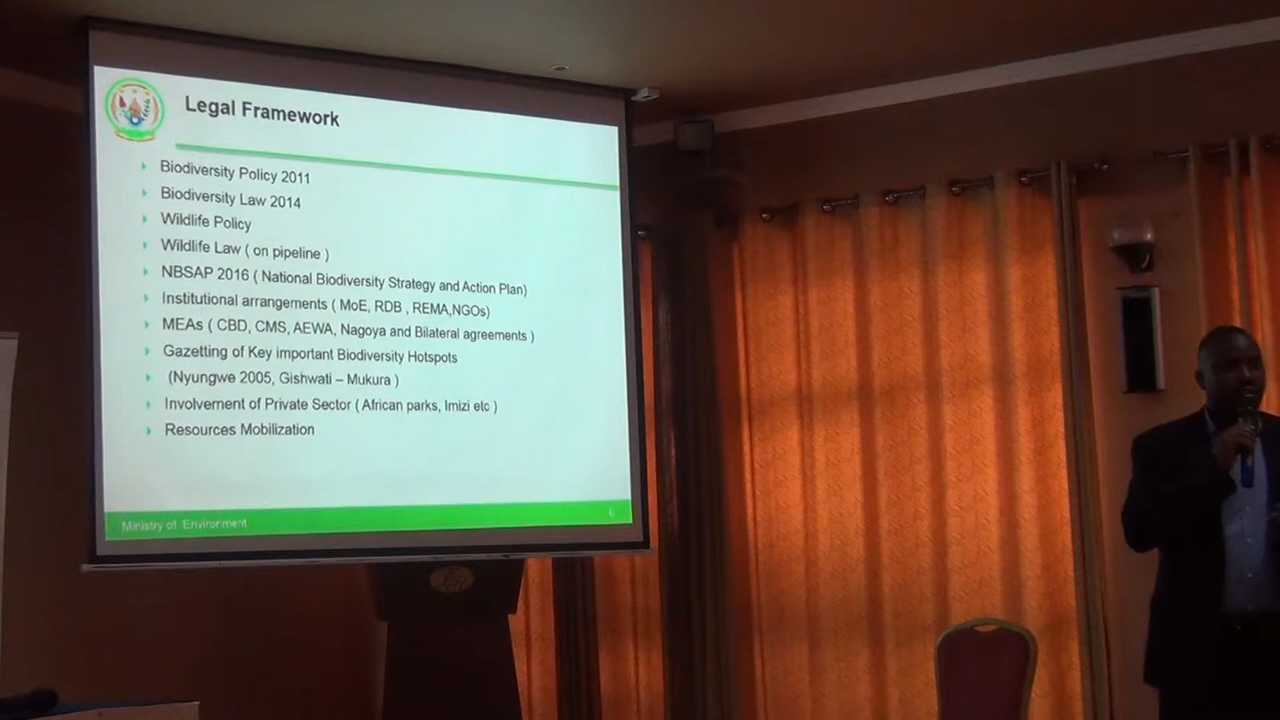 Legal Framework
Biodiversity Policy 2011
Biodiversity Law 2014
Wildlife Policy
Wildlife Law ( on pipeline )
NBSAP 2016 ( National Biodiversity Strategy and Action Plan)
Institutional arrangements ( MoE, RDB , REMA,NGOs)
MEAs ( CBD, CMS, AEWA, Nagoya and Bilateral agreements )
Gazetting of Key important Biodiversity Hotspots
(Nyungwe 2005, Gishwati – Mukura )
Involvement of Private Sector ( African parks, Imizi etc )
Resources Mobilization
Ministry of Environment